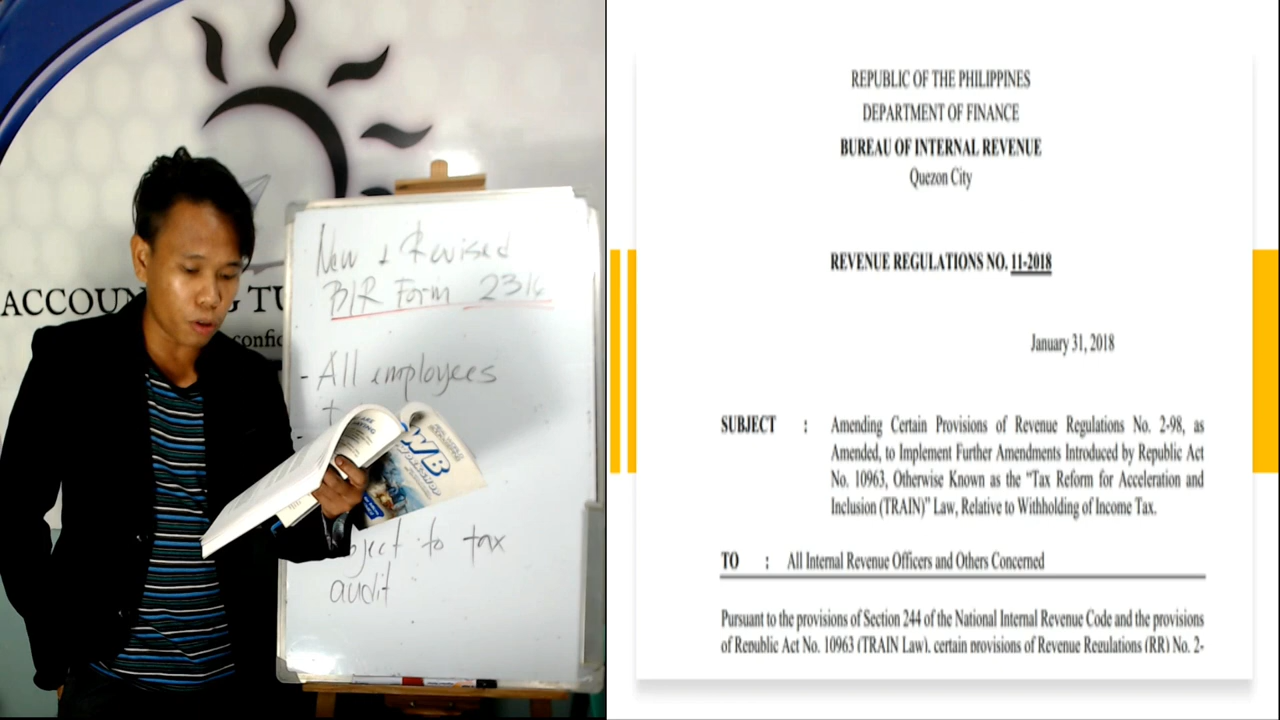 ACCOUN G TU
confid
New & Revised
BIR Form 2316
- All employees
t
WB
bject to tax
audit
REPUBLIC OF THE PHILIPPINES
DEPARTMENT OF FINANCE
BUREAU OF INTERNAL REVENUE
Quezon City
REVENUE REGULATIONS NO. 11-2018
January 31, 2018
SUBJECT : Amending Certain Provisions of Revenue Regulations No. 2-98, as
Amended, to Implement Further Amendments Introduced by Republic Act
No. 10963, Otherwise Known as the “Tax Reform for Acceleration and
Inclusion (TRAIN)” Law, Relative to Withholding of Income Tax.
TO : All Internal Revenue Officers and Others Concerned
Pursuant to the provisions of Section 244 of the National Internal Revenue Code and the provisions
of Republic Act No. 10963 (TRAIN Law), certain provisions of Revenue Regulations (RR) No. 2-